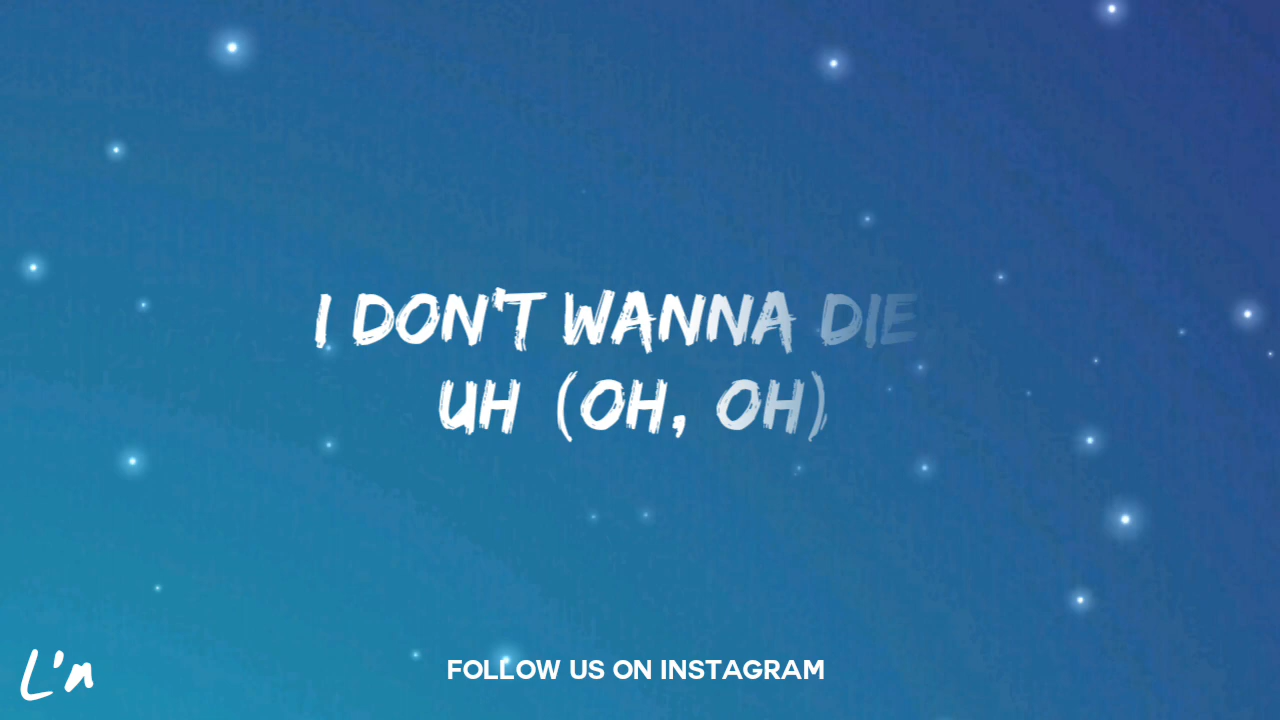 I DON'T WANNA DIE
UH (OH, OH)
L'n
FOLLOW US ON INSTAGRAM